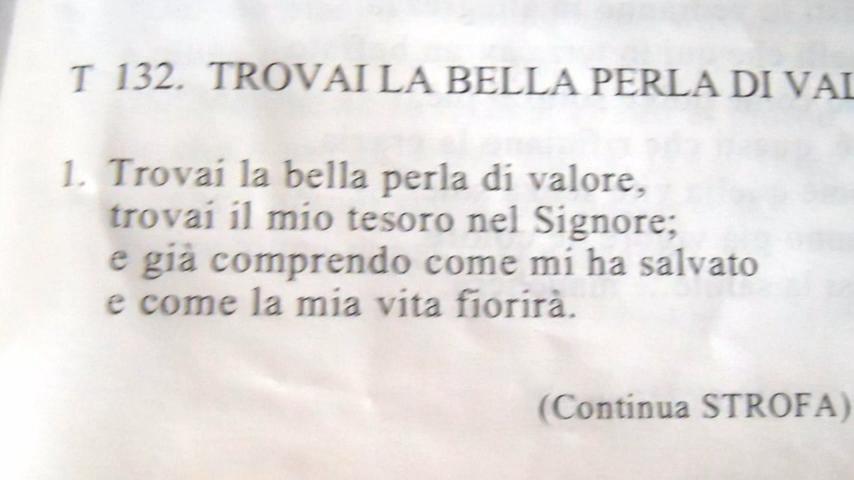 T 132. TROVAI LA BELLA PERLA DI VAL
1. Trovai la bella perla di valore,
trovai il mio tesoro nel Signore;
e già comprendo come mi ha salvato
e come la mia vita fiorirà.
(Continua STROFA)